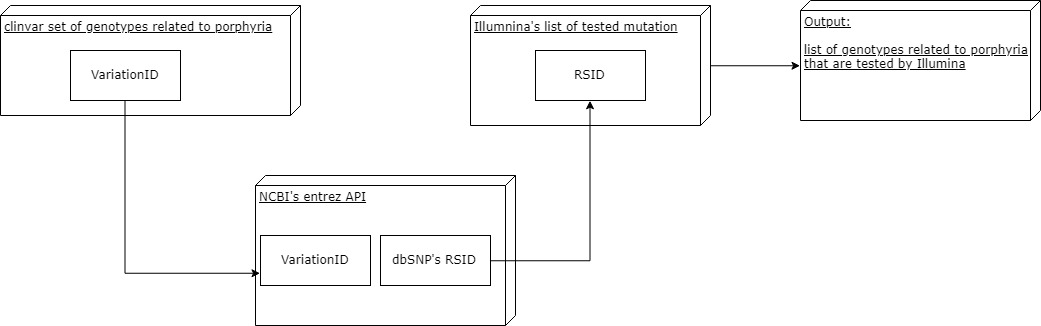 clinvar set of genotypes related to porphyria
VariationID
Illumnina's list of tested mutation
RSID
Output:
list of genotypes related to porphyria
that are tested by Illumina
NCBI's entrez API
VariationID
dbSNP's RSID